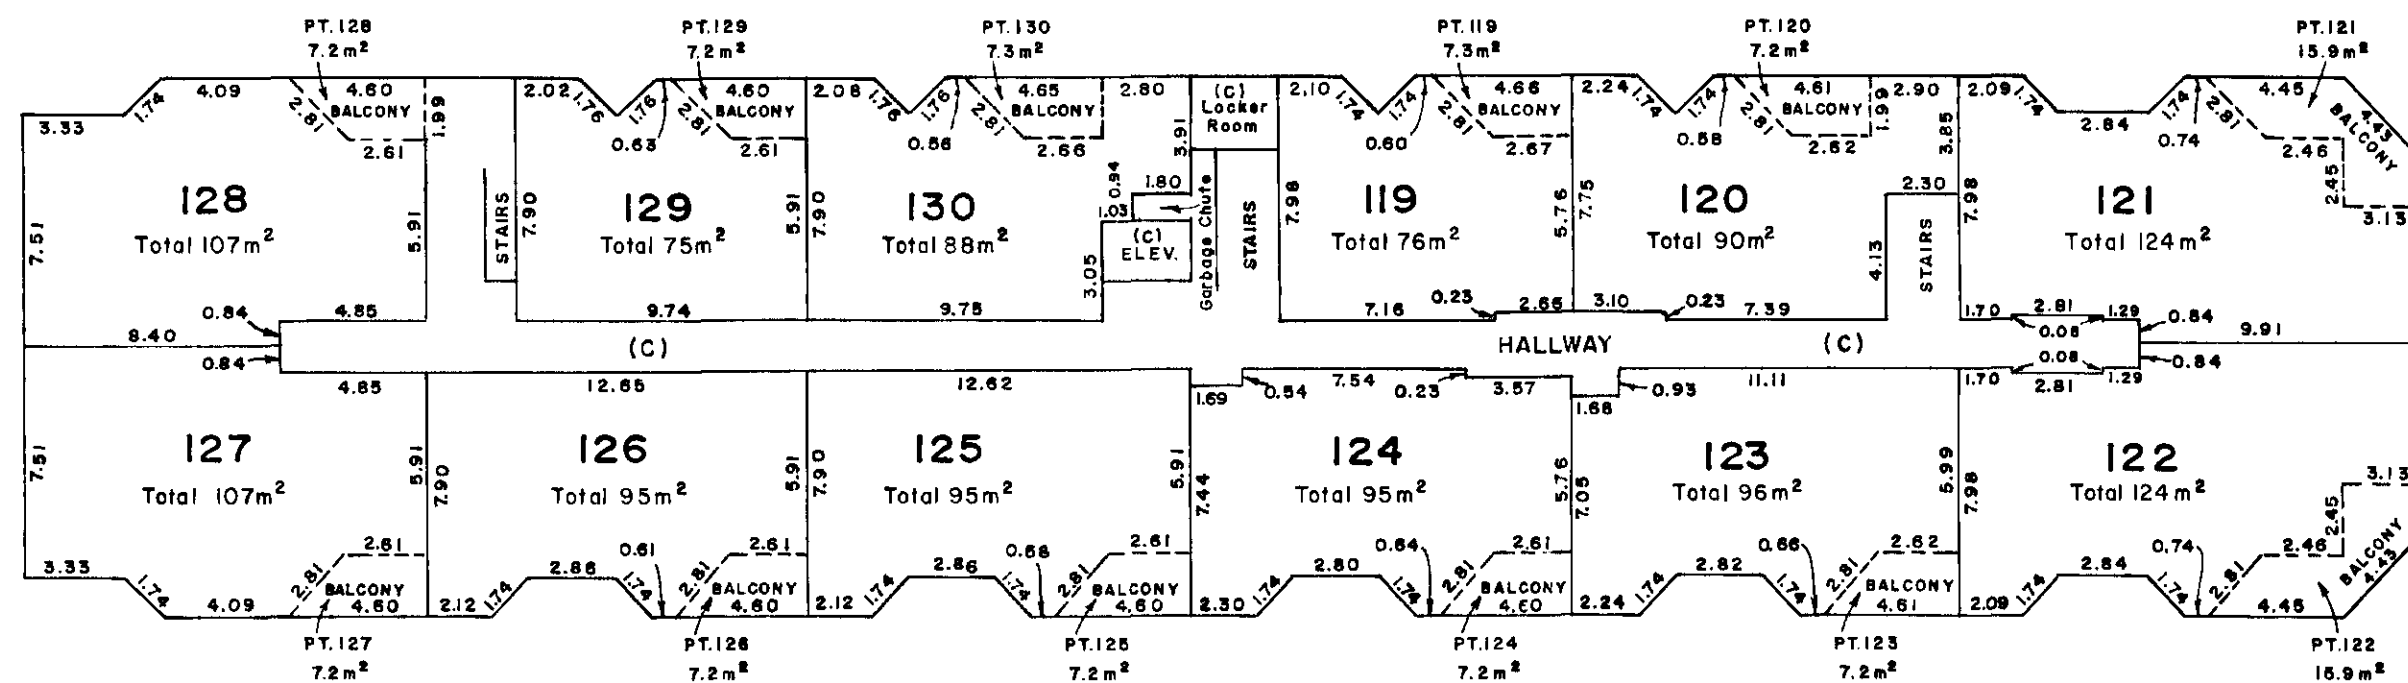 PT.128
7.2m²
PT.129
7.2m²
PT.130
7.3m²
PT.119
7.3m²
PT.120
7.2m²
PT.121
15.9m²
3.33
1.74
4.09
2.81
4.60
BALCONY
2.61
1.99
2.02
1.76
1.76
0.63
2.81
4.60
BALCONY
2.61
2.08
1.76
1.76
0.56
2.81
4.65
BALCONY
2.66
2.80
3.91
(C)
Locker
Room
2.10
1.74
1.74
0.60
2.81
4.66
BALCONY
2.67
2.24
1.74
1.74
0.58
2.81
4.61
BALCONY
2.62
1.99
2.90
3.85
2.09
1.74
2.84
1.74
0.74
2.81
4.45
4.43
BALCONY
2.46
2.45
3.13
7.51
128
Total 107m²
5.91
STAIRS
7.90
129
Total 75m²
5.91
7.90
130
Total 88m²
0.94
1.80
1.03
(C)
ELEV.
3.05
Garbage Chute
STAIRS
7.98
119
Total 76m²
5.76
7.75
120
Total 90m²
4.13
2.30
STAIRS
7.98
121
Total 124m²
0.84
4.85
8.40
0.84
9.74
9.75
(C)
7.16
0.23
2.66
3.10
0.23
7.39
HALLWAY
(C)
1.70
2.81
1.29
0.08
0.08
0.84
9.91
0.84
4.85
12.65
12.62
1.69
0.54
7.54
0.23
3.57
1.68
0.93
11.11
1.70
2.81
1.29
7.51
127
Total 107m²
5.91
7.90
126
Total 95m²
5.91
7.90
125
Total 95m²
5.91
7.44
124
Total 95m²
5.76
7.05
123
Total 96m²
5.99
7.98
122
Total 124m²
3.13
2.45
3.33
1.74
4.09
2.81
2.61
BALCONY
4.60
2.12
1.74
2.86
0.61
1.74
2.81
2.61
BALCONY
4.60
2.12
1.74
2.86
0.68
1.74
2.81
2.61
BALCONY
4.60
2.30
1.74
2.80
0.64
1.74
2.81
2.61
BALCONY
4.60
2.24
1.74
2.82
0.66
1.74
2.81
2.62
BALCONY
4.61
2.09
1.74
2.84
0.74
1.74
2.81
2.46
BALCONY
4.43
4.45
PT.127
7.2m²
PT.126
7.2m²
PT.125
7.2m²
PT.124
7.2m²
PT.123
7.2m²
PT.122
15.9m²